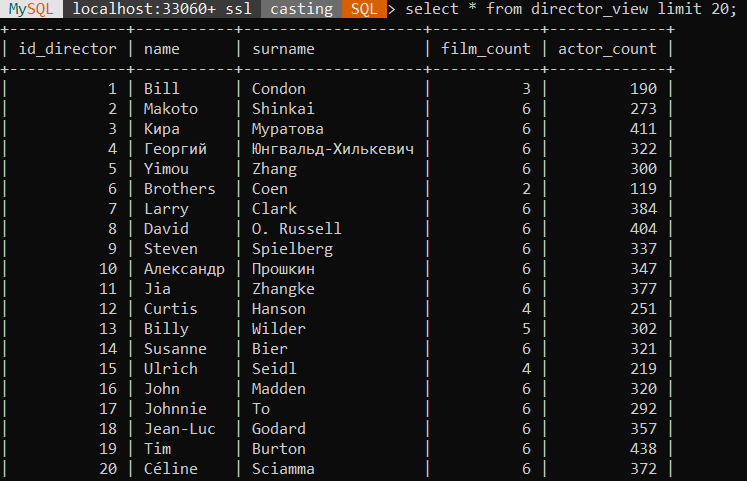 MySQL localhost:33060+ ssl casting SQL > select * from director_view limit 20;
+-------------+-----------+-------------------+------------+-------------+
| id_director | name      | surname           | film_count | actor_count |
+-------------+-----------+-------------------+------------+-------------+
|           1 | Bill      | Condon            |          3 |         190 |
|           2 | Makoto    | Shinkai           |          6 |         273 |
|           3 | Кира      | Муратова          |          6 |         411 |
|           4 | Георгий   | Юнгвальд-Хилькевич |          6 |         322 |
|           5 | Yimou     | Zhang             |          6 |         300 |
|           6 | Brothers  | Coen              |          2 |         119 |
|           7 | Larry     | Clark             |          6 |         384 |
|           8 | David     | O. Russell        |          6 |         404 |
|           9 | Steven    | Spielberg         |          6 |         337 |
|          10 | Александр | Прошкин           |          6 |         347 |
|          11 | Jia       | Zhangke           |          6 |         377 |
|          12 | Curtis    | Hanson            |          4 |         251 |
|          13 | Billy     | Wilder            |          5 |         302 |
|          14 | Susanne   | Bier              |          6 |         321 |
|          15 | Ulrich    | Seidl             |          4 |         219 |
|          16 | John      | Madden            |          6 |         320 |
|          17 | Johnnie   | To                |          6 |         292 |
|          18 | Jean-Luc  | Godard            |          6 |         357 |
|          19 | Tim       | Burton            |          6 |         438 |
|          20 | Céline    | Sciamma           |          6 |         372 |